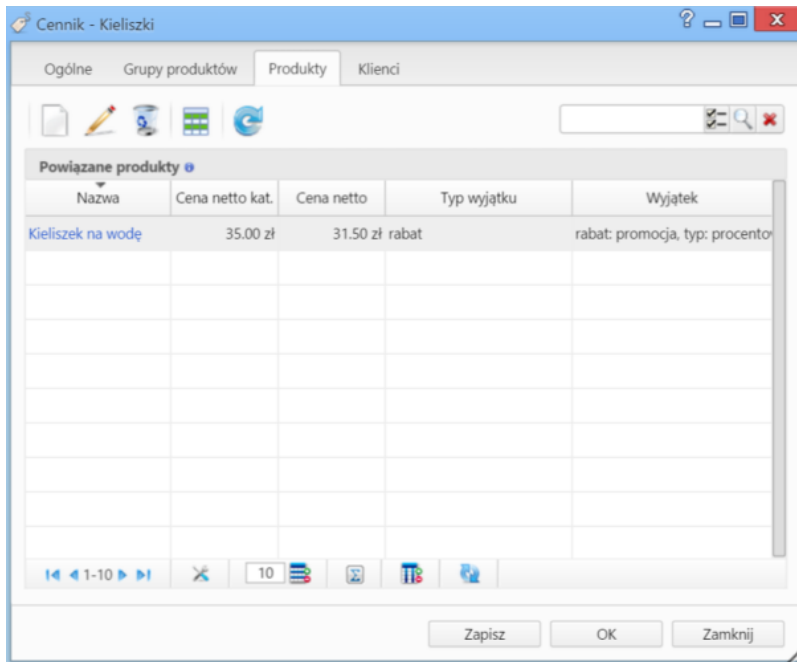 Cennik - Kieliszki
Ogólne Grupy produktów Produkty Klienci
Powiązane produkty
Nazwa Cena netto kat. Cena netto Typ wyjątku Wyjątek
Kieliszek na wodę 35.00 zł 31.50 zł rabat rabat: promocja, typ: procento
1-10 10
Zapisz OK Zamknij